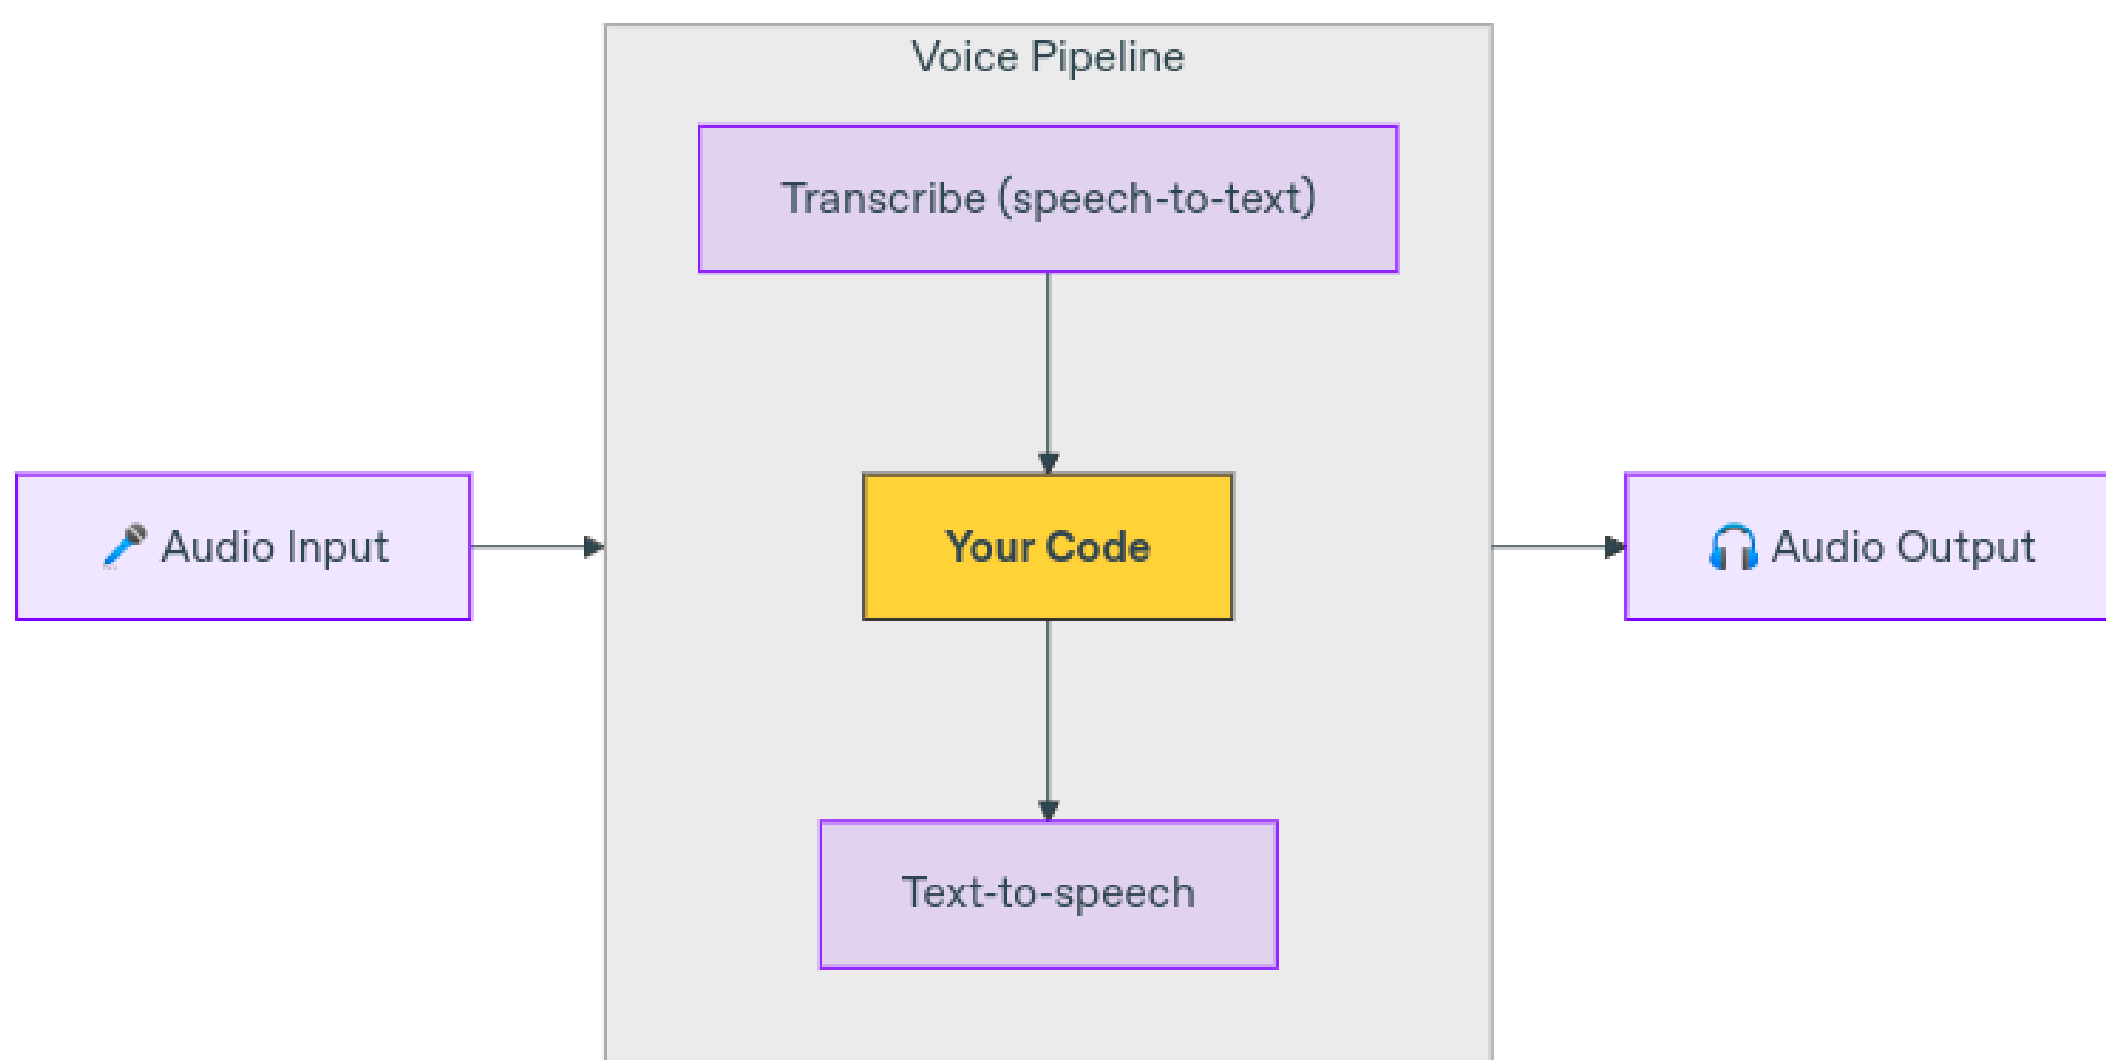 Voice Pipeline
Transcribe (speech-to-text)
🎤 Audio Input
Your Code
🎧 Audio Output
Text-to-speech